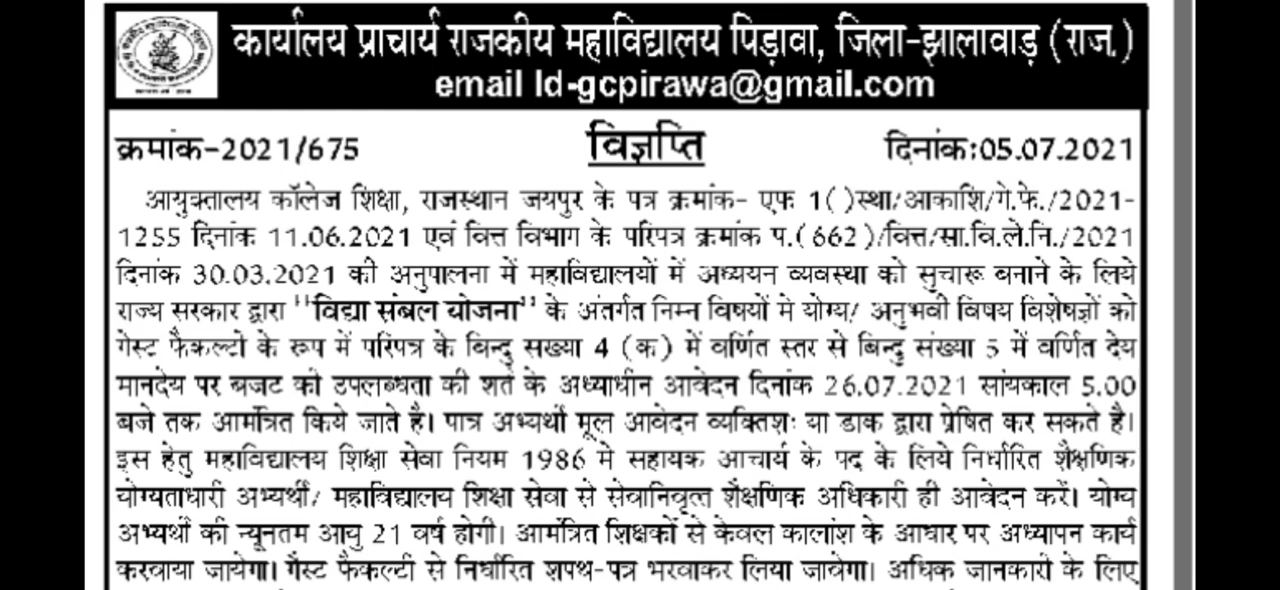 कार्यालय प्राचार्य राजकीय महाविद्यालय पिड़ावा, जिला-झालावाड़ (राज.)
email Id-gcpirawa@gmail.com
क्रमांक-2021/675 विज्ञप्ति दिनांक:05.07.2021
आयुक्तालय कॉलेज शिक्षा, राजस्थान जयपुर के पत्र क्रमांक- एफ 1( )स्था/आकाशि/गे.फे./2021-
1255 दिनांक 11.06.2021 एवं वित्त विभाग के परिपत्र क्रमांक प.(662)/वित्त/सा.वि.ले.नि./2021
दिनांक 30.03.2021 की अनुपालना में महाविद्यालयों में अध्ययन व्यवस्था को सुचारू बनाने के लिये
राज्य सरकार द्वारा "विद्या संबल योजना" के अंतर्गत निम्न विषयों मे योग्य/ अनुभवी विषय विशेषज्ञों को
गेस्ट फैकल्टी के रूप में परिपत्र के बिन्दु संख्या 4 (क) में वर्णित स्तर से बिन्दु संख्या 5 में वर्णित देय
मानदेय पर बजट की उपलब्धता की शर्त के अध्याधीन आवेदन दिनांक 26.07.2021 सांयकाल 5.00
बजे तक आमंत्रित किये जाते है। पात्र अभ्यर्थी मूल आवेदन व्यक्तिशः या डाक द्वारा प्रेषित कर सकते है।
इस हेतु महाविद्यालय शिक्षा सेवा नियम 1986 मे सहायक आचार्य के पद के लिये निर्धारित शैक्षणिक
योग्यताधारी अभ्यर्थी/ महाविद्यालय शिक्षा सेवा से सेवानिवृत्त शैक्षणिक अधिकारी ही आवेदन करें। योग्य
अभ्यर्थी की न्यूनतम आयु 21 वर्ष होगी। आमंत्रित शिक्षकों से केवल कालांश के आधार पर अध्यापन कार्य
करवाया जायेगा। गैस्ट फैकल्टी से निर्धारित शपथ-पत्र भरवाकर लिया जावेगा। अधिक जानकारी के लिए